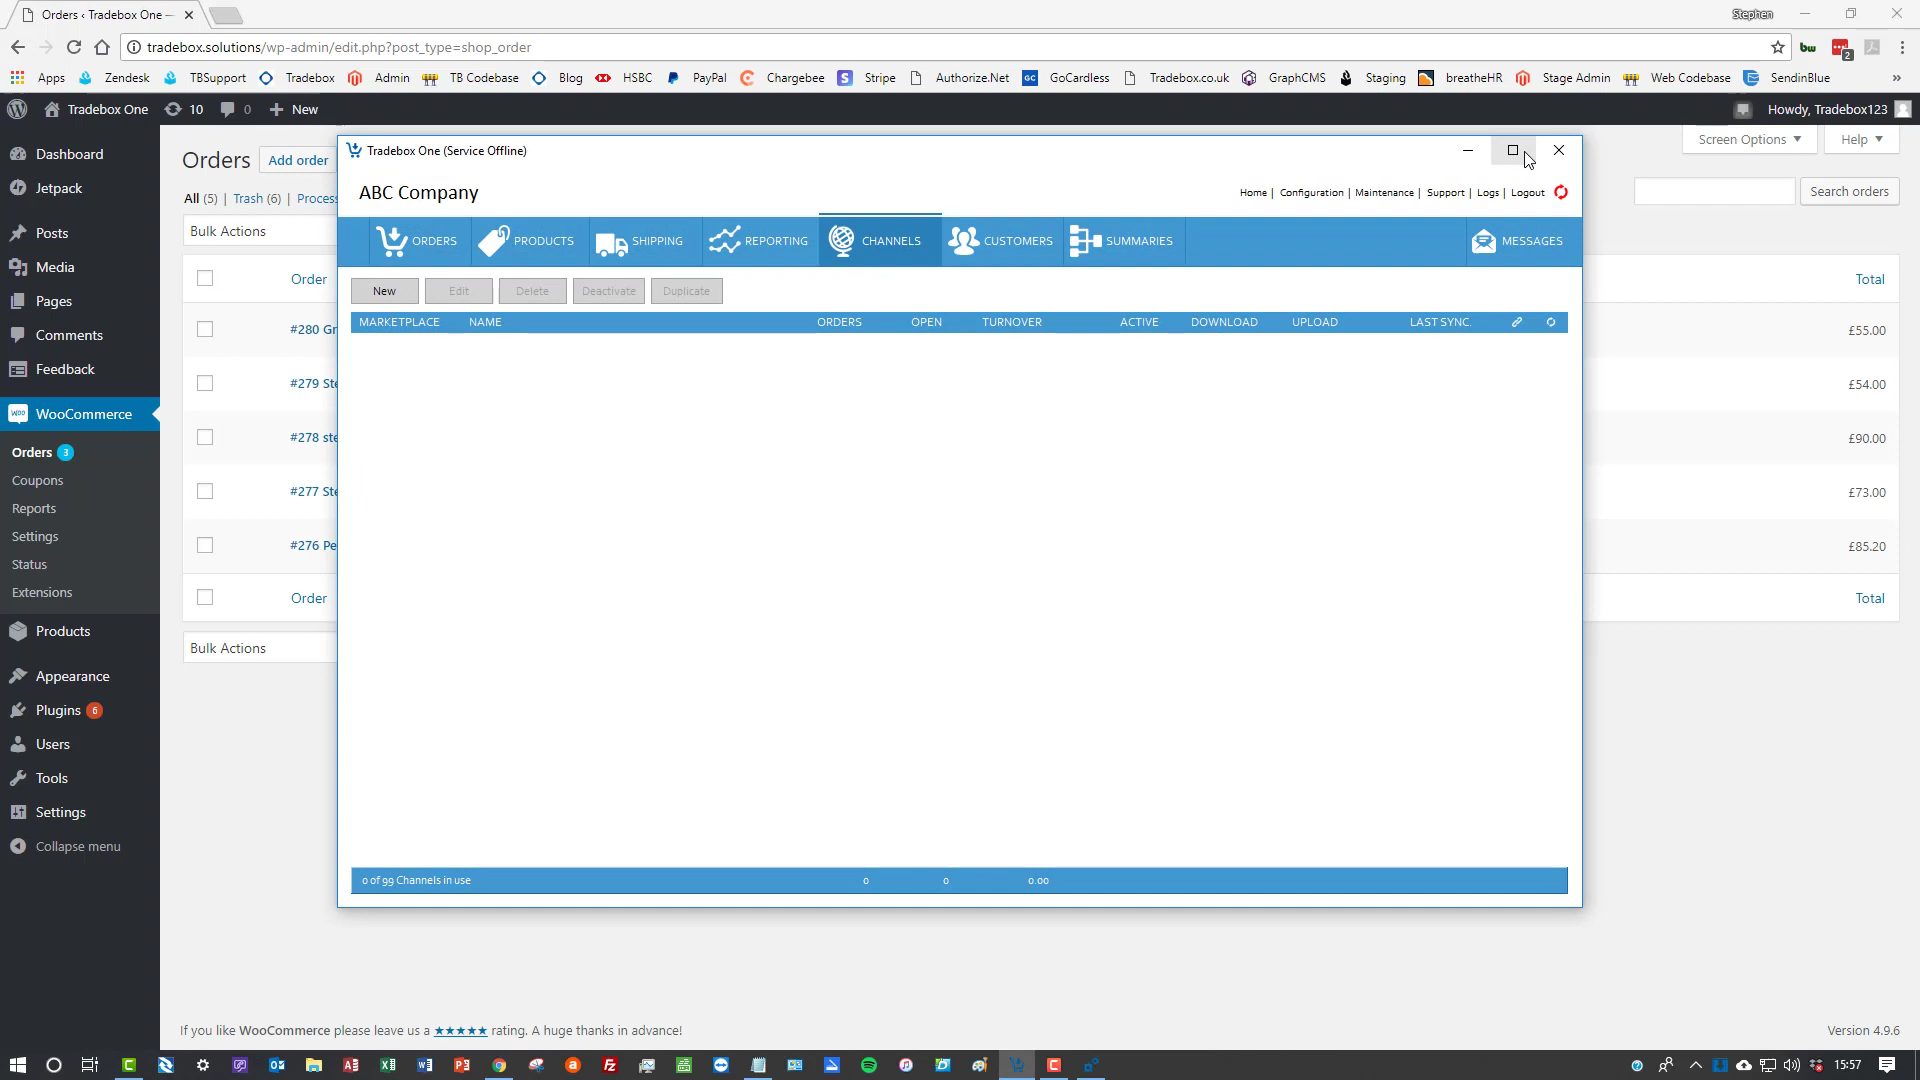 Orders ‹ Tradebox One —
Stephen
tradebox.solutions/wp-admin/edit.php?post_type=shop_order
bw
2
Apps
Zendesk
TBSupport
Tradebox
Admin
TB Codebase
Blog
HSBC
PayPal
Chargebee
Stripe
Authorize.Net
GoCardless
Tradebox.co.uk
GraphCMS
Staging
breatheHR
Stage Admin
Web Codebase
SendinBlue
»
Tradebox One
10
0
New
Howdy, Tradebox123
Dashboard
Jetpack
Posts
Media
Pages
Comments
Feedback
WooCommerce
Orders 3
Coupons
Reports
Settings
Status
Extensions
Products
Appearance
Plugins 6
Users
Tools
Settings
Collapse menu
Orders
Add order
Screen Options
Help
All (5) | Trash (6) | Process
Search orders
Bulk Actions
Order
Total
#280 Gr
£55.00
#279 Ste
£54.00
#278 ste
£90.00
#277 Ste
£73.00
#276 Pe
£85.20
Order
Total
Bulk Actions
Tradebox One (Service Offline)
ABC Company
Home | Configuration | Maintenance | Support | Logs | Logout
ORDERS
PRODUCTS
SHIPPING
REPORTING
CHANNELS
CUSTOMERS
SUMMARIES
MESSAGES
New
Edit
Delete
Deactivate
Duplicate
MARKETPLACE
NAME
ORDERS
OPEN
TURNOVER
ACTIVE
DOWNLOAD
UPLOAD
LAST SYNC.
0 of 99 Channels in use
0
0
0.00
If you like WooCommerce please leave us a ★★★★★ rating. A huge thanks in advance!
Version 4.9.6
15:57